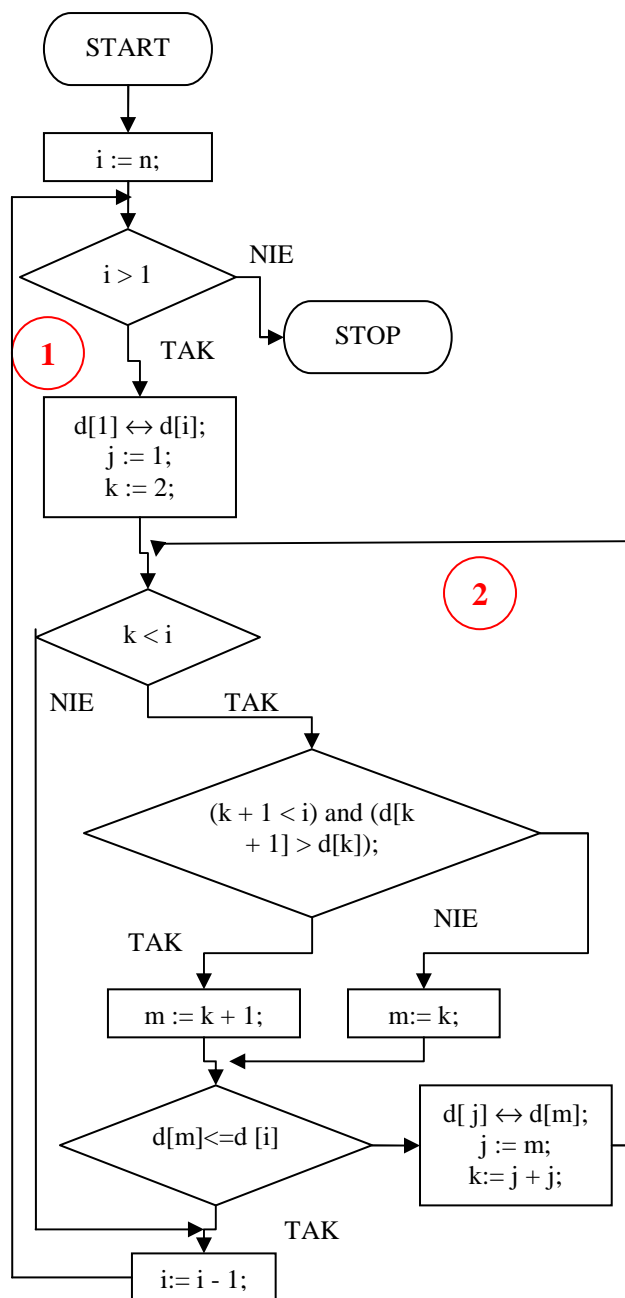 START
i := n;
i > 1
NIE
STOP
1
TAK
d[1] ↔ d[i];
j := 1;
k := 2;
2
k < i
NIE
TAK
(k + 1 < i) and (d[k
+ 1] > d[k]);
TAK
NIE
m := k + 1;
m:= k;
d[m]<=d [i]
d[ j] ↔ d[m];
j := m;
k:= j + j;
TAK
i:= i - 1;